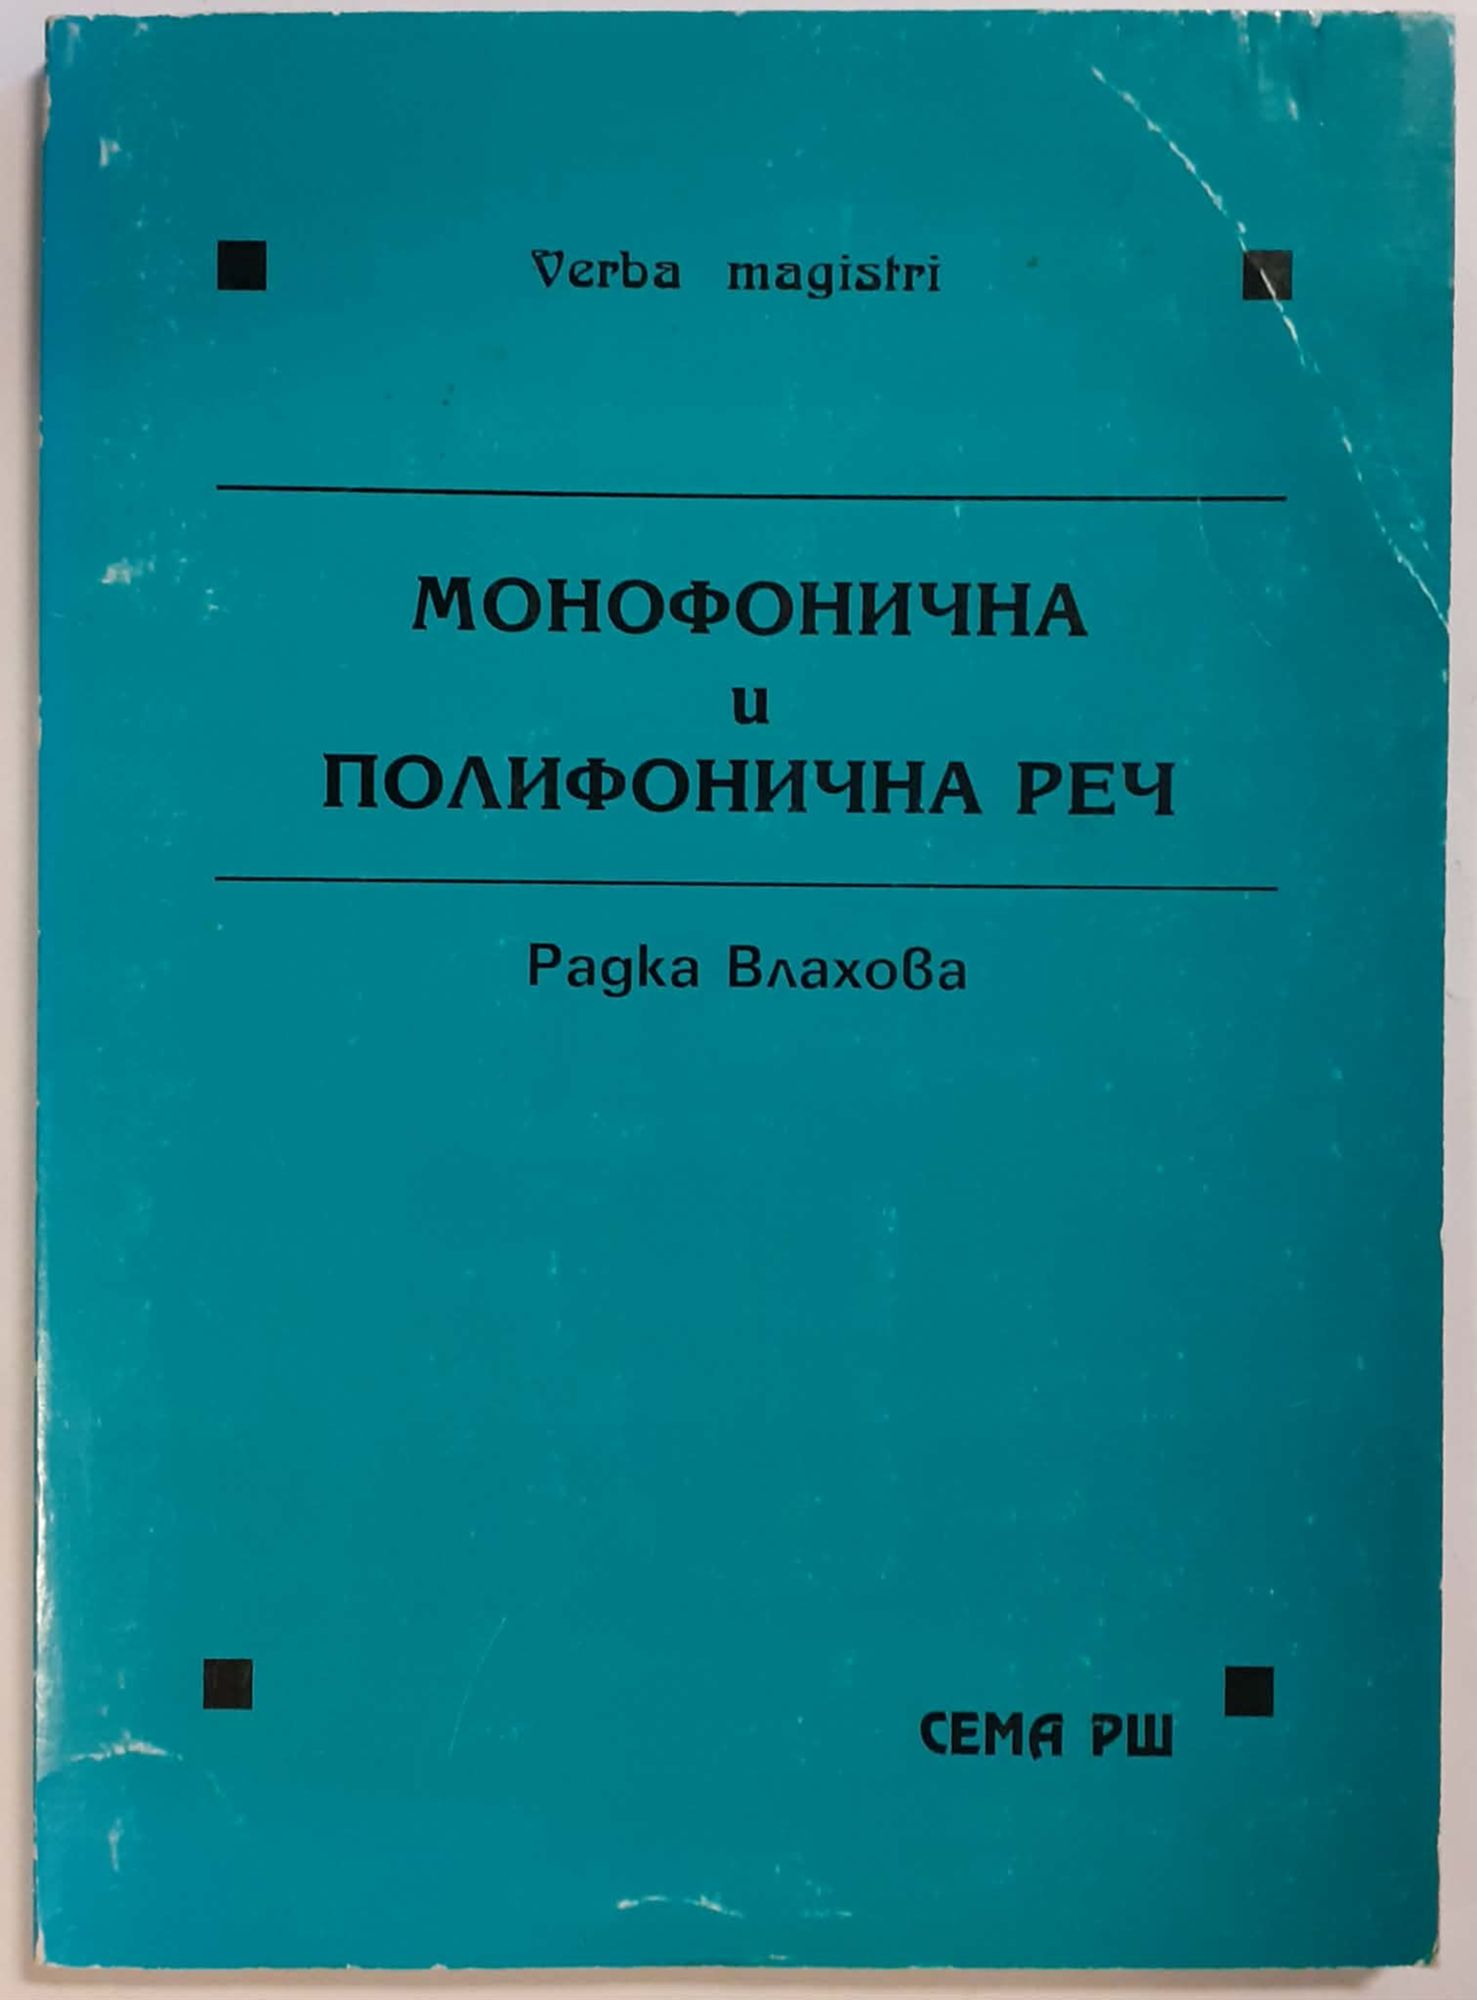 Verba magistri
МОНОФОНИЧНА
и
ПОЛИФОНИЧНА РЕЧ
Радка Влахова
СЕМА РШ